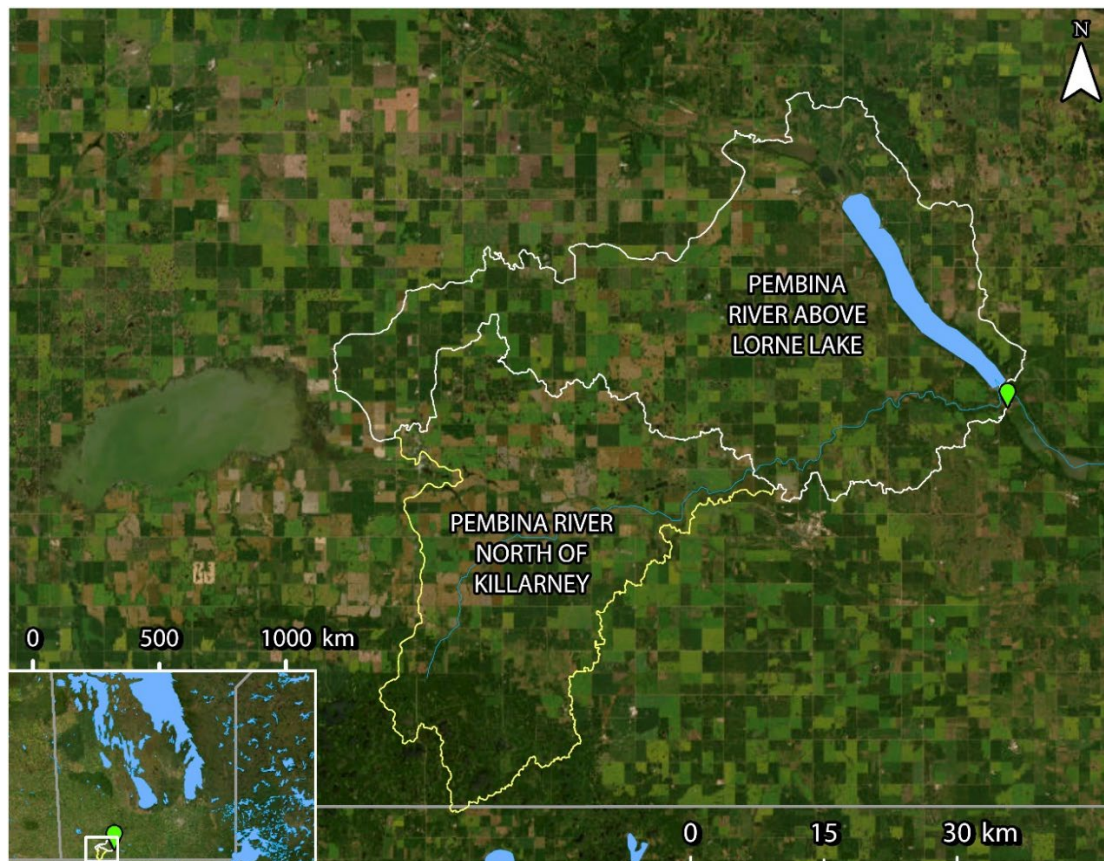 N
PEMBINA
RIVER ABOVE
LORNE LAKE
PEMBINA RIVER
NORTH OF
KILLARNEY
0 500 1000 km
0 15 30 km